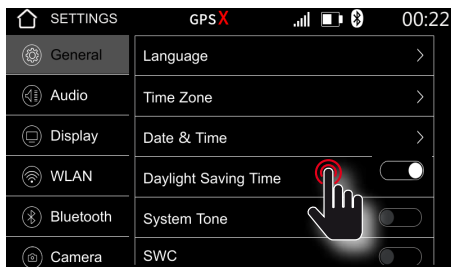 SETTINGS GPSX 00:22
General
Language
Audio
Time Zone
Display
Date & Time
WLAN
Daylight Saving Time
Bluetooth
System Tone
Camera
SWC